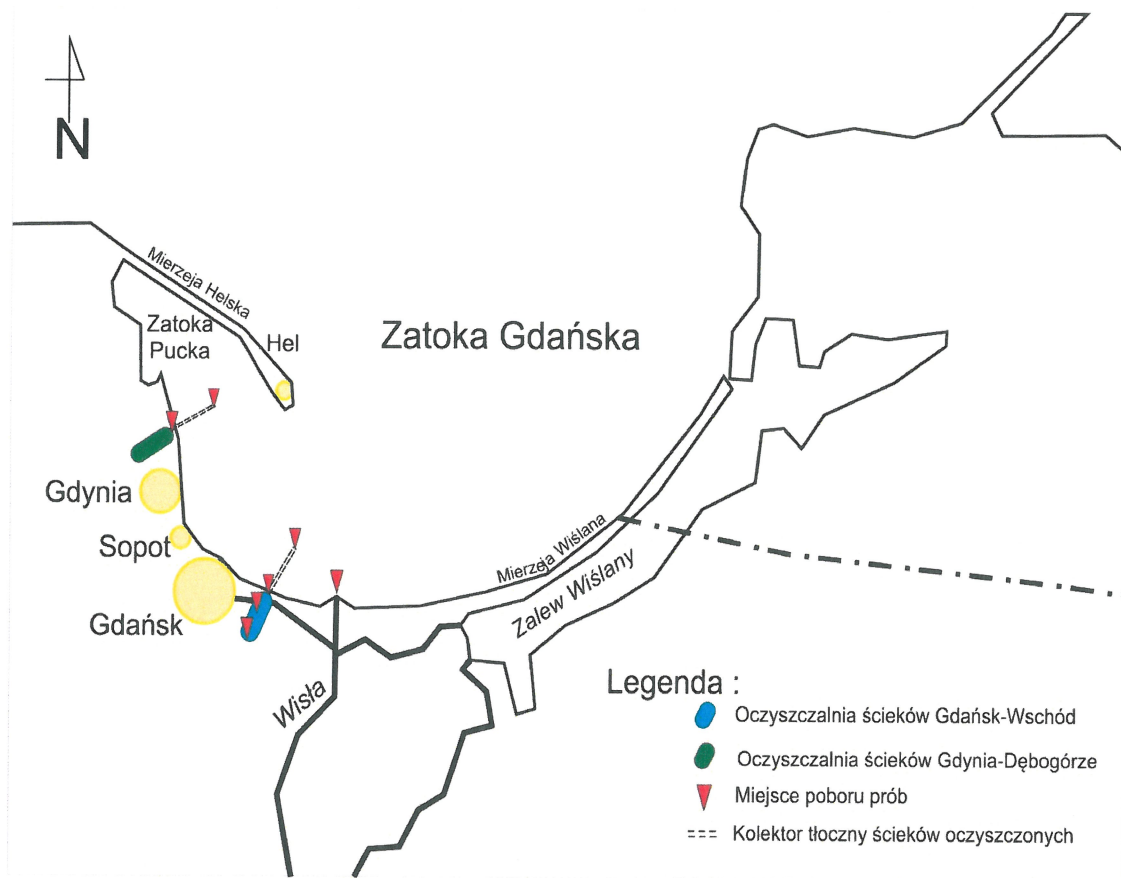 N
Mierzeja Helska
Zatoka
Pucka
Hel
Zatoka Gdańska
Gdynia
Sopot
Gdańsk
Mierzeja Wiślana
Zalew Wiślany
Wisła
Legenda :
Oczyszczalnia ścieków Gdańsk-Wschód
Oczyszczalnia ścieków Gdynia-Dębogórze
Miejsce poboru prób
Kolektor tłoczny ścieków oczyszczonych